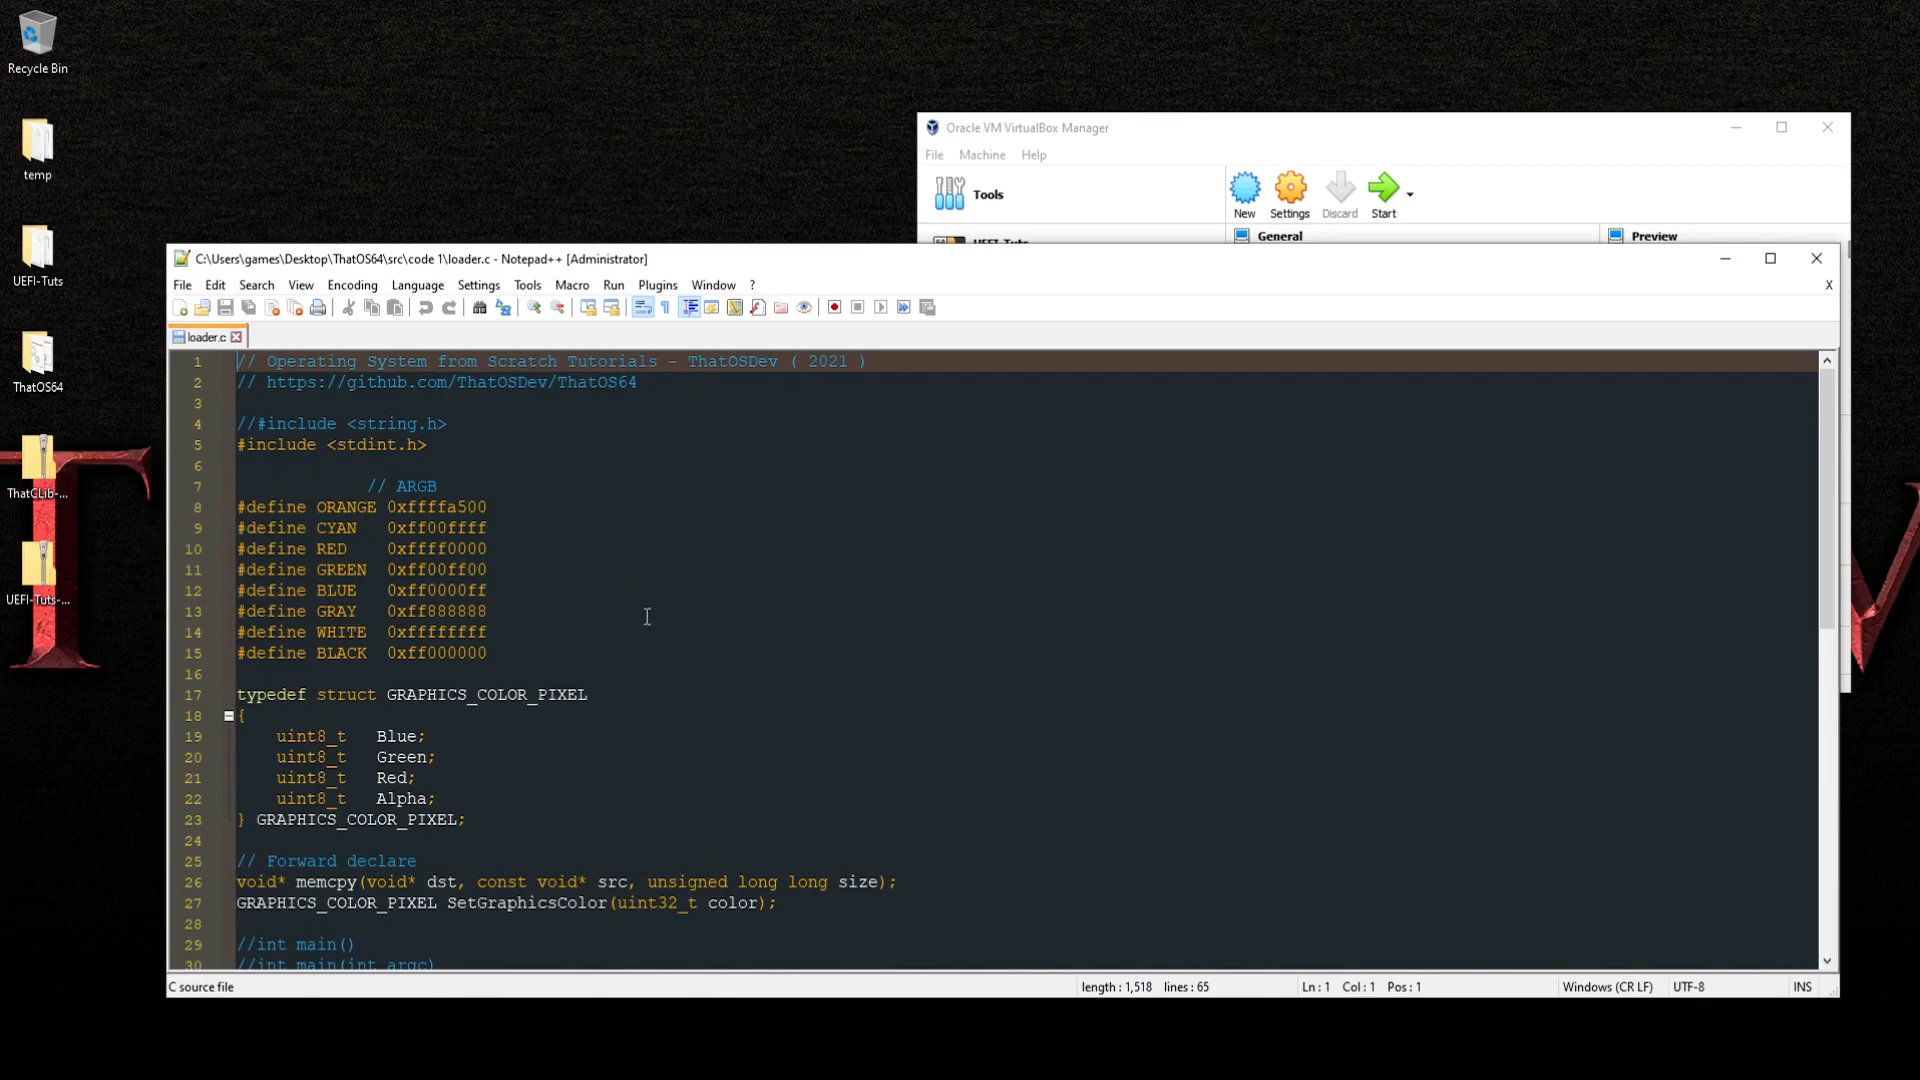 Recycle Bin
temp
UEFI-Tuts
ThatOS64
ThatCLib-...
UEFI-Tuts-...
Oracle VM VirtualBox Manager
File Machine Help
Tools
New Settings Discard Start
General
Preview
C:\Users\games\Desktop\ThatOS64\src\code 1\loader.c - Notepad++ [Administrator]
File Edit Search View Encoding Language Settings Tools Macro Run Plugins Window ?
X
loader.c
1 // Operating System from Scratch Tutorials - ThatOSDev ( 2021 )
2 // https://github.com/ThatOSDev/ThatOS64
3
4 //#include <string.h>
5 #include <stdint.h>
6
7 // ARGB
8 #define ORANGE 0xffffa500
9 #define CYAN 0xff00ffff
10 #define RED 0xffff0000
11 #define GREEN 0xff00ff00
12 #define BLUE 0xff0000ff
13 #define GRAY 0xff888888
14 #define WHITE 0xffffffff
15 #define BLACK 0xff000000
16
17 typedef struct GRAPHICS_COLOR_PIXEL
18 {
19 uint8_t Blue;
20 uint8_t Green;
21 uint8_t Red;
22 uint8_t Alpha;
23 } GRAPHICS_COLOR_PIXEL;
24
25 // Forward declare
26 void* memcpy(void* dst, const void* src, unsigned long long size);
27 GRAPHICS_COLOR_PIXEL SetGraphicsColor(uint32_t color);
28
29 //int main()
30 //int main(int argc)
C source file length : 1,518 lines : 65 Ln : 1 Col : 1 Pos : 1 Windows (CR LF) UTF-8 INS